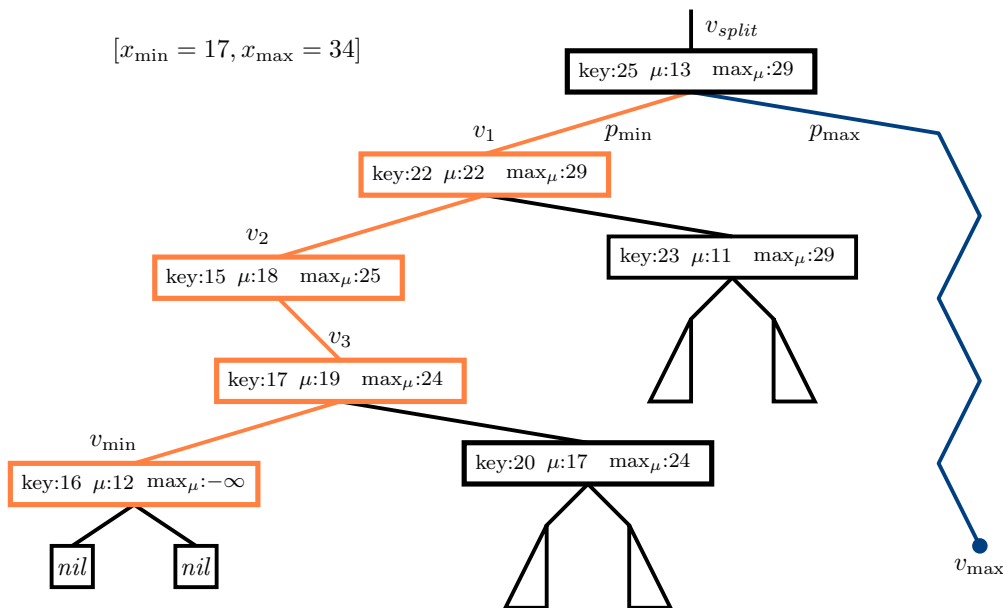 v_split
[x_min = 17, x_max = 34]
key:25 μ:13 max_μ:29
v_1 p_min p_max
key:22 μ:22 max_μ:29
v_2
key:23 μ:11 max_μ:29
key:15 μ:18 max_μ:25
v_3
key:17 μ:19 max_μ:24
v_min
key:20 μ:17 max_μ:24
key:16 μ:12 max_μ:−∞
nil nil
v_max